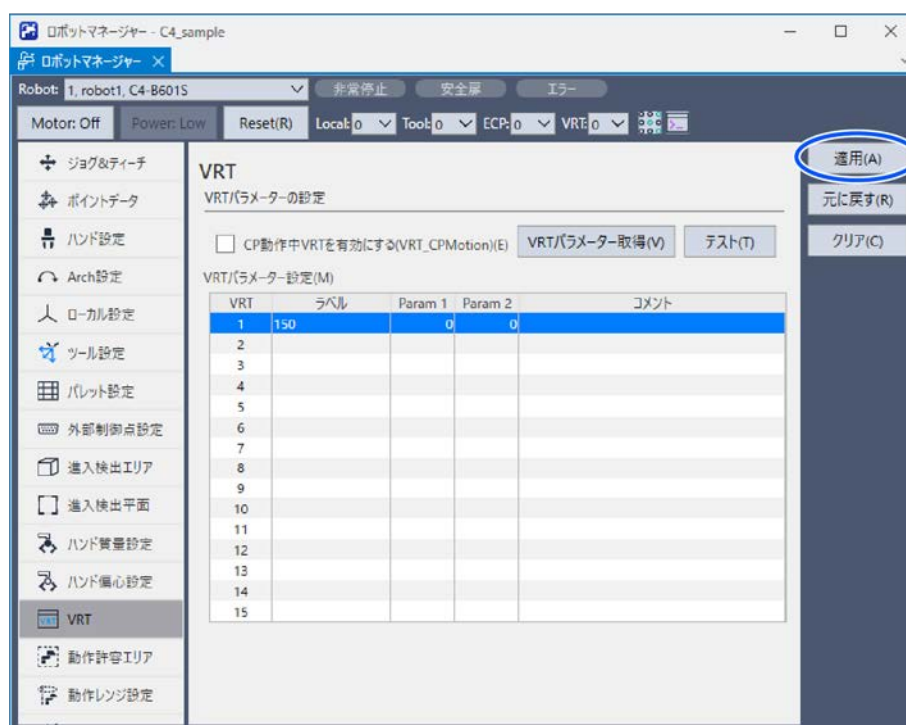 ロボットマネージャー - C4_sample
ロボットマネージャー
Robot: 1, robot1, C4-B601S 非常停止 安全扉 エラー
Motor: Off Power: Low Reset(R) Local: 0 Tool: 0 ECP: 0 VRT: 0
ジョグ&ティーチ
ポイントデータ
ハンド設定
Arch設定
ローカル設定
ツール設定
パレット設定
外部制御点設定
進入検出エリア
進入検出平面
ハンド質量設定
ハンド偏心設定
VRT
動作許容エリア
動作レンジ設定
VRT
VRTパラメーターの設定
CP動作中VRTを有効にする(VRT_CPMotion)(E) VRTパラメーター取得(V) テスト(T)
VRTパラメーター設定(M)
VRT ラベル Param 1 Param 2 コメント
1 150 0 0
2
3
4
5
6
7
8
9
10
11
12
13
14
15
適用(A)
元に戻す(R)
クリア(C)